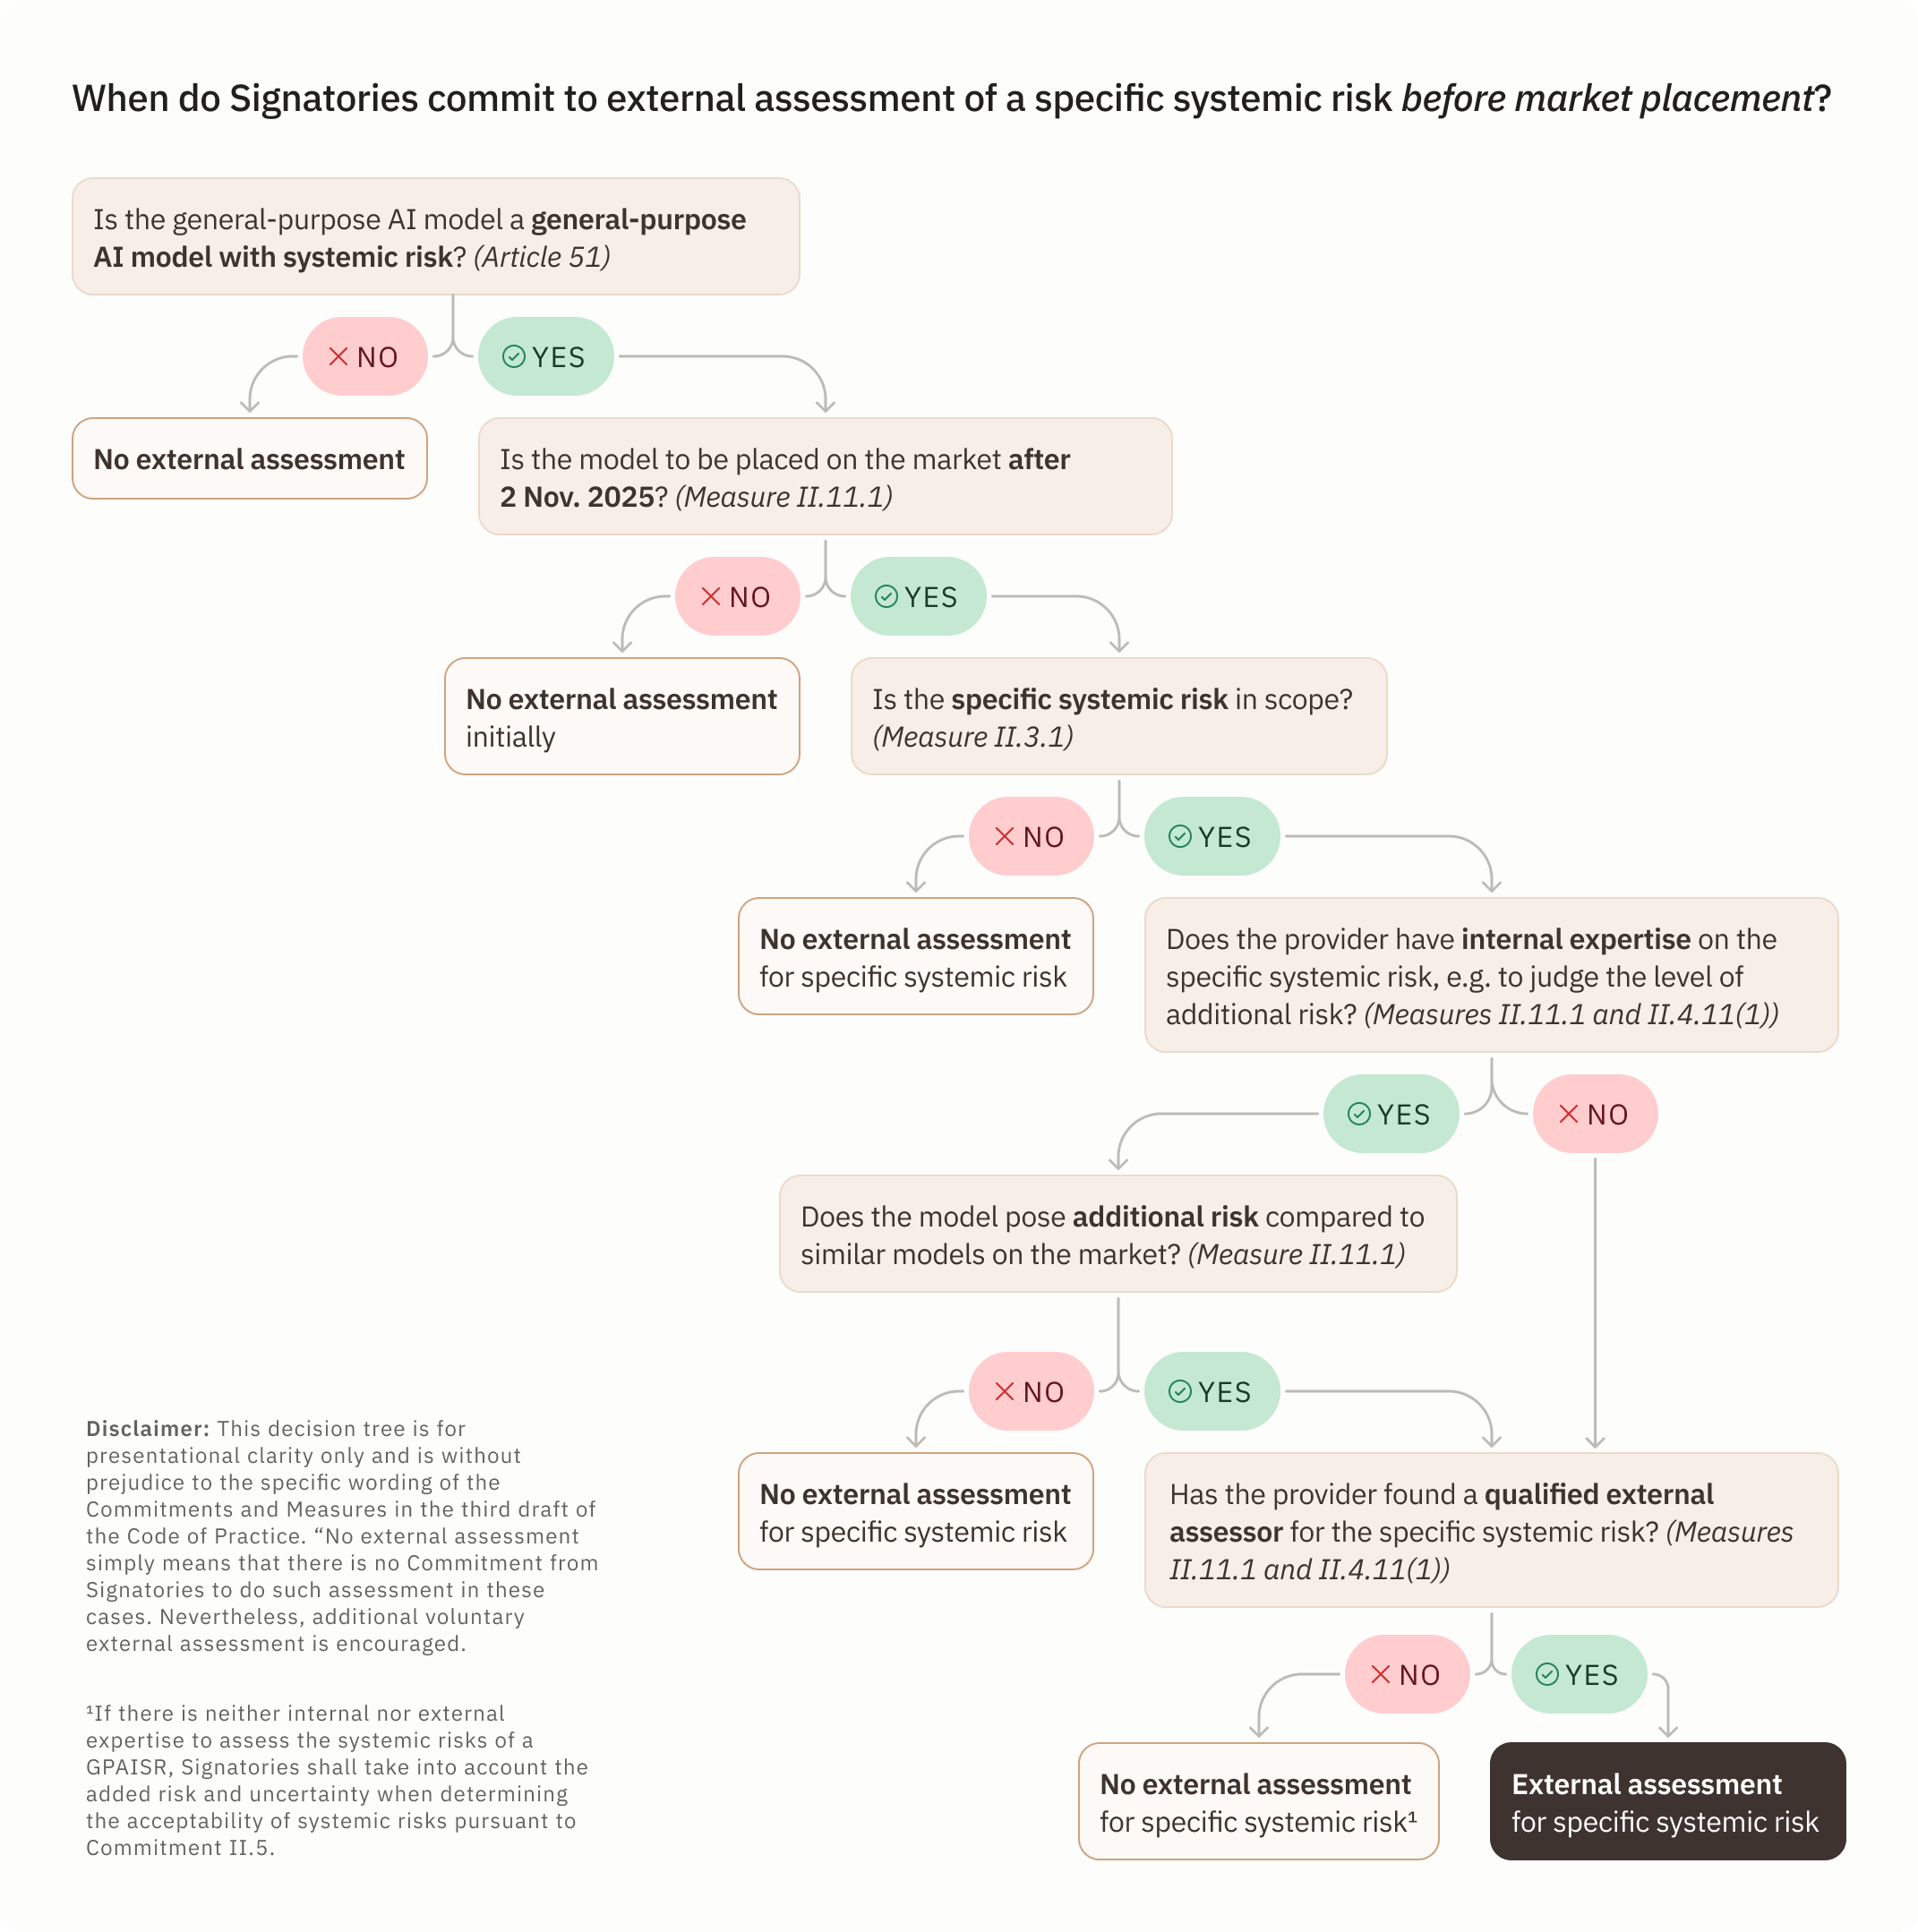 When do Signatories commit to external assessment of a specific systemic risk before market placement?
Is the general-purpose AI model a general-purpose
AI model with systemic risk? (Article 51)
NO
YES
No external assessment
Is the model to be placed on the market after
2 Nov. 2025? (Measure II.11.1)
NO
YES
No external assessment
initially
Is the specific systemic risk in scope?
(Measure II.3.1)
NO
YES
No external assessment
for specific systemic risk
Does the provider have internal expertise on the
specific systemic risk, e.g. to judge the level of
additional risk? (Measures II.11.1 and II.4.11(1))
YES
NO
Does the model pose additional risk compared to
similar models on the market? (Measure II.11.1)
NO
YES
No external assessment
for specific systemic risk
Has the provider found a qualified external
assessor for the specific systemic risk? (Measures
II.11.1 and II.4.11(1))
NO
YES
No external assessment
for specific systemic risk¹
External assessment
for specific systemic risk
Disclaimer: This decision tree is for
presentational clarity only and is without
prejudice to the specific wording of the
Commitments and Measures in the third draft of
the Code of Practice. “No external assessment
simply means that there is no Commitment from
Signatories to do such assessment in these
cases. Nevertheless, additional voluntary
external assessment is encouraged.
¹If there is neither internal nor external
expertise to assess the systemic risks of a
GPAISR, Signatories shall take into account the
added risk and uncertainty when determining
the acceptability of systemic risks pursuant to
Commitment II.5.